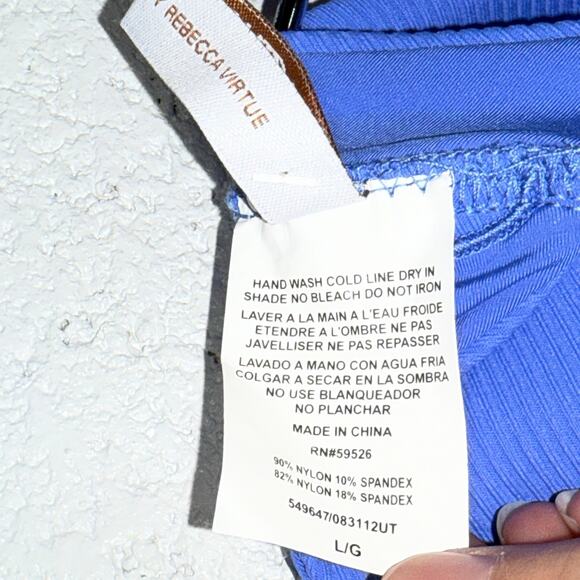 REBECCA VIRTUE
HAND WASH COLD LINE DRY IN
SHADE NO BLEACH DO NOT IRON
LAVER A LA MAIN A L'EAU FROIDE
ETENDRE A L'OMBRE NE PAS
JAVELLISER NE PAS REPASSER
LAVADO A MANO CON AGUA FRIA
COLGAR A SECAR EN LA SOMBRA
NO USE BLANQUEADOR
NO PLANCHAR
MADE IN CHINA
RN#59526
90% NYLON 10% SPANDEX
82% NYLON 18% SPANDEX
549647/083112UT
L/G